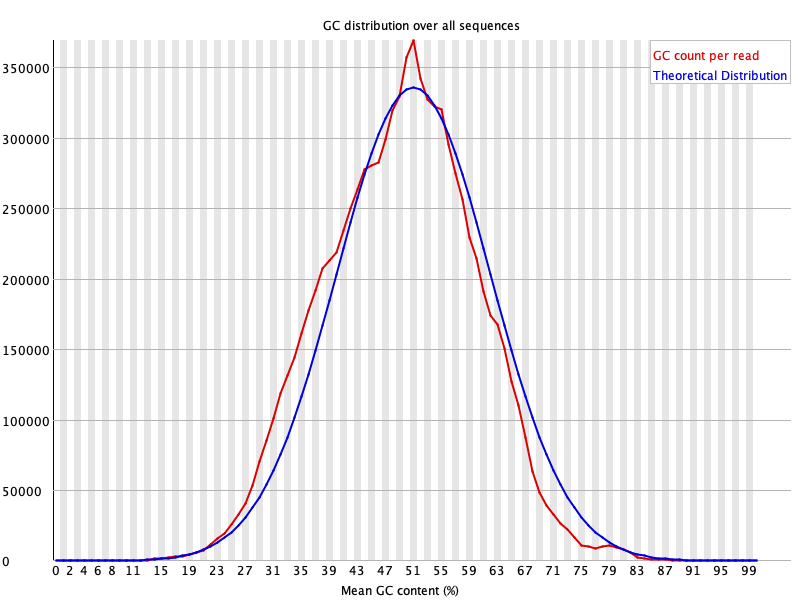 GC distribution over all sequences
GC count per read
Theoretical Distribution
350000
300000
250000
200000
150000
100000
50000
0
0 2 4 6 8 11 15 19 23 27 31 35 39 43 47 51 55 59 63 67 71 75 79 83 87 91 95 99
Mean GC content (%)